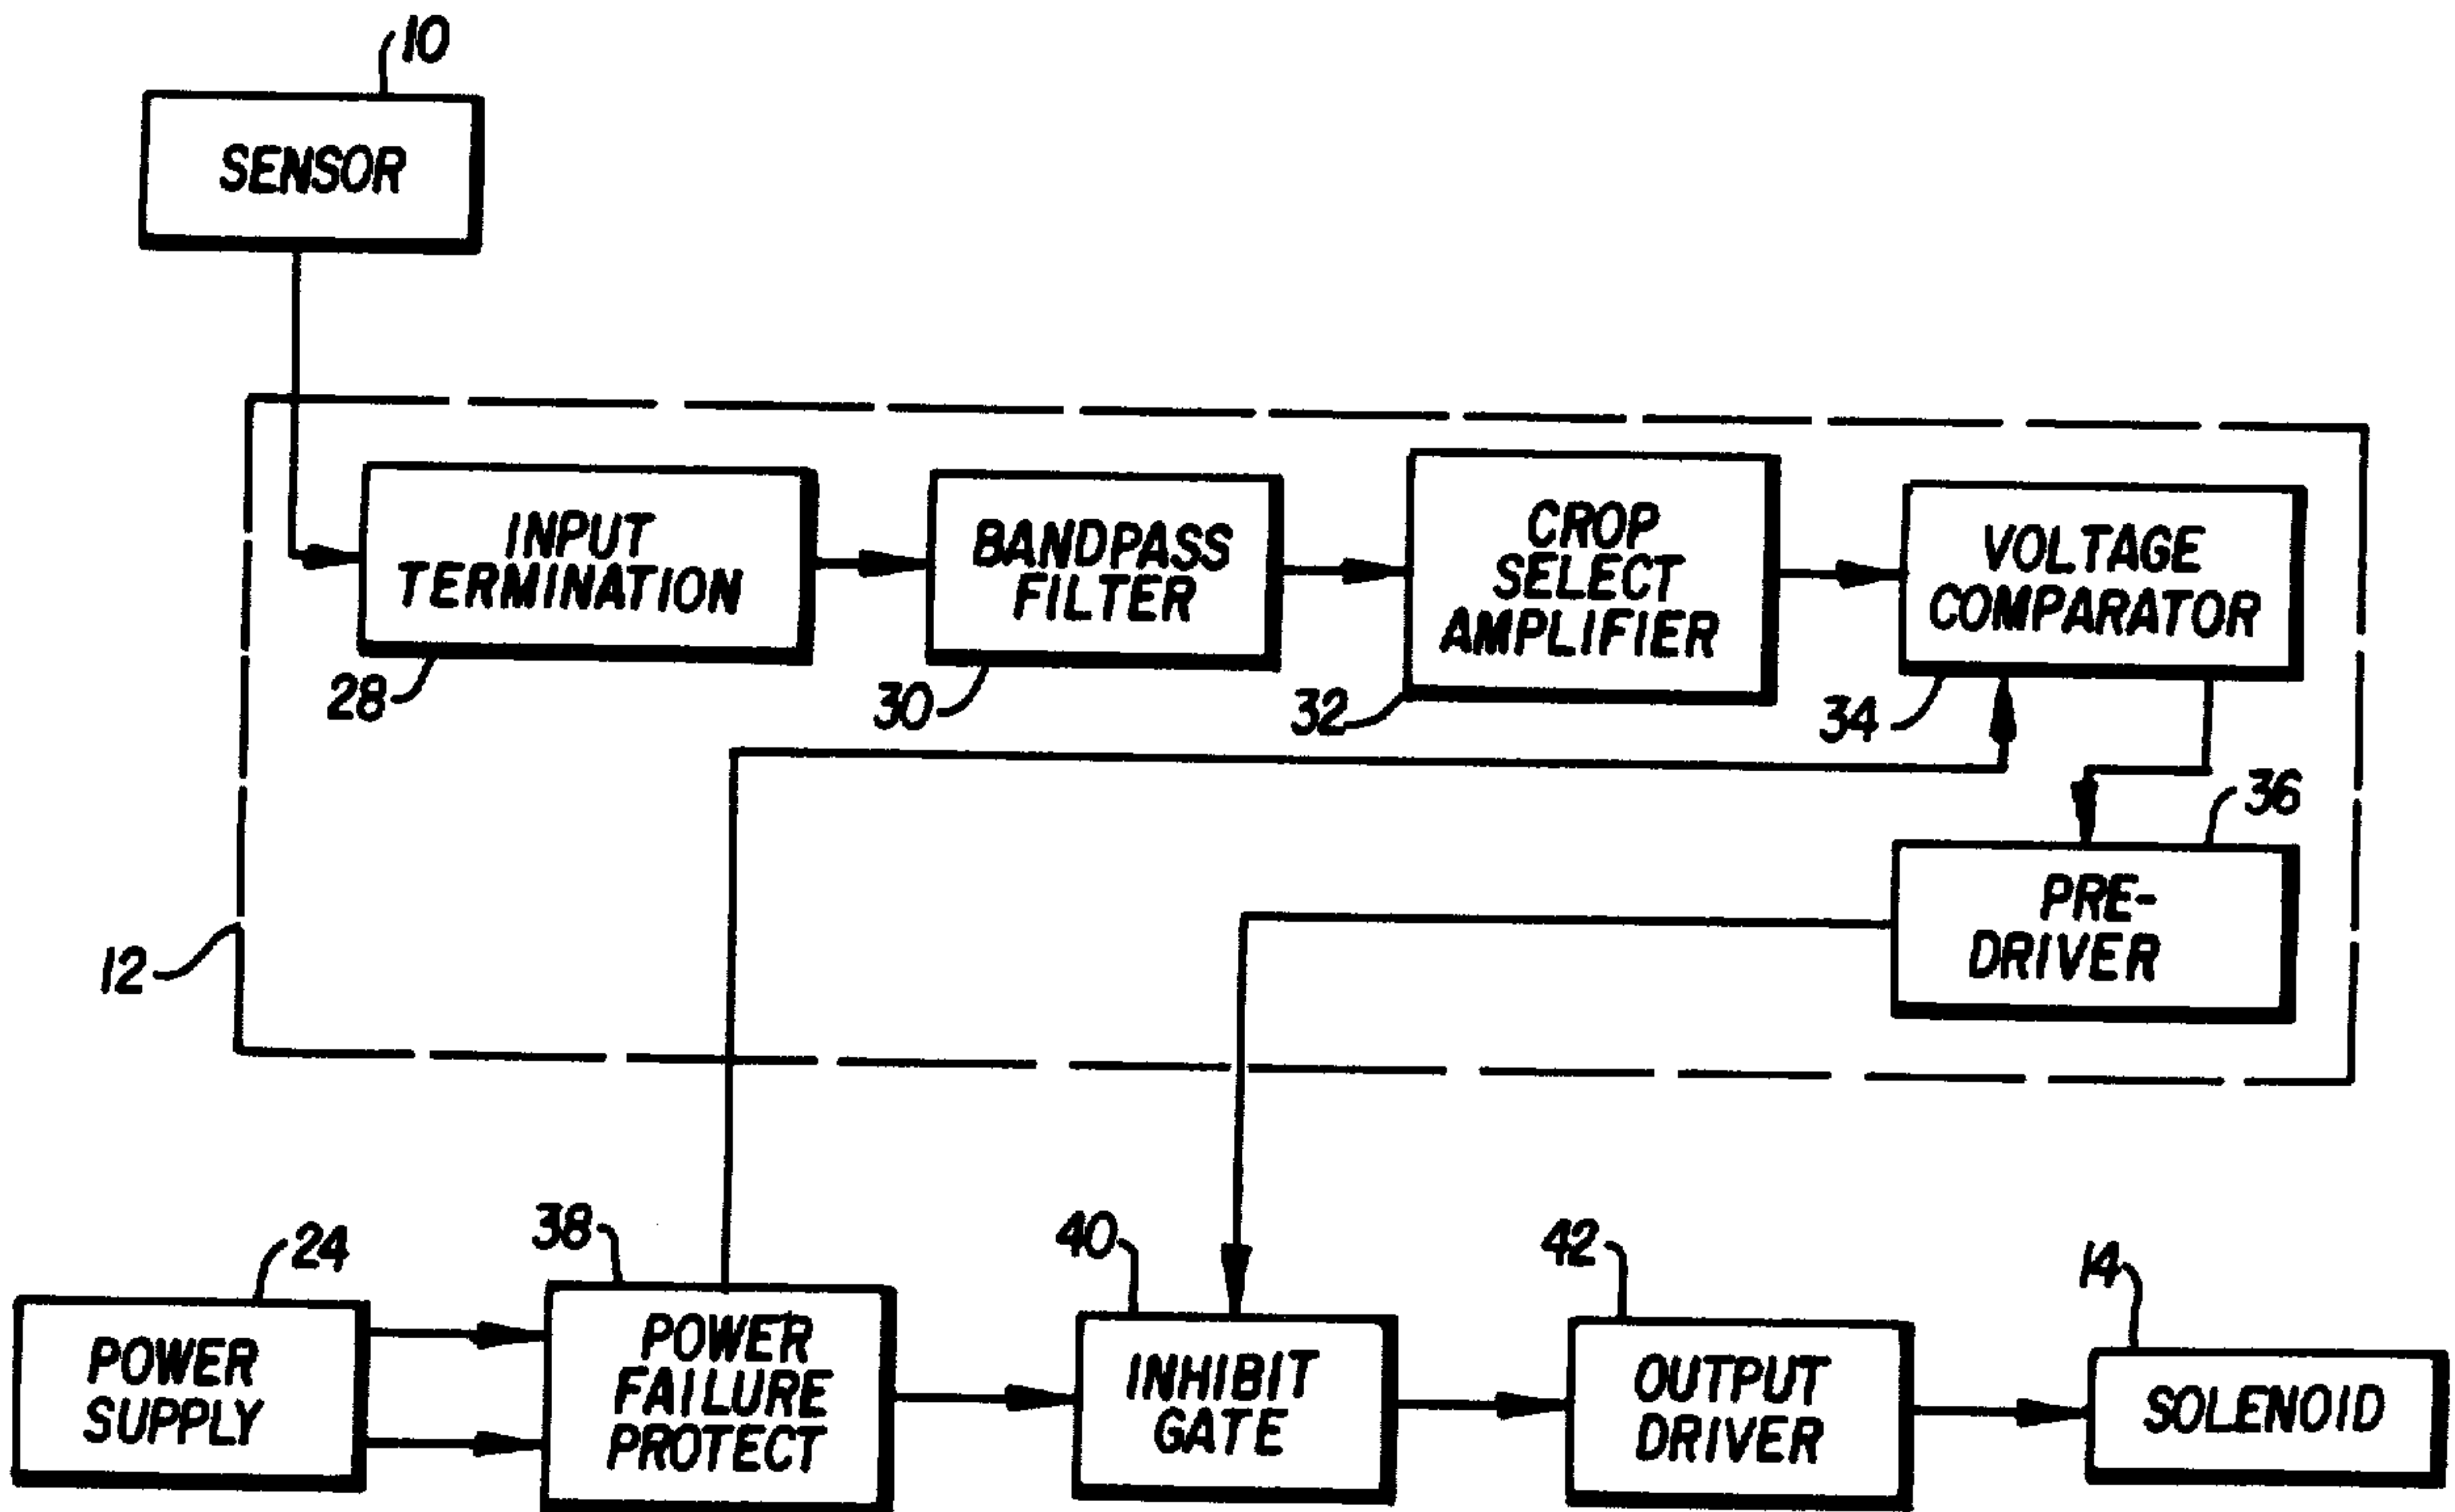 10
SENSOR
INPUT
TERMINATION
28
BANDPASS
FILTER
30
CROP
SELECT
AMPLIFIER
32
VOLTAGE
COMPARATOR
34
36
PRE-
DRIVER
12
24
POWER
SUPPLY
38
POWER
FAILURE
PROTECT
40
INHIBIT
GATE
42
OUTPUT
DRIVER
14
SOLENOID